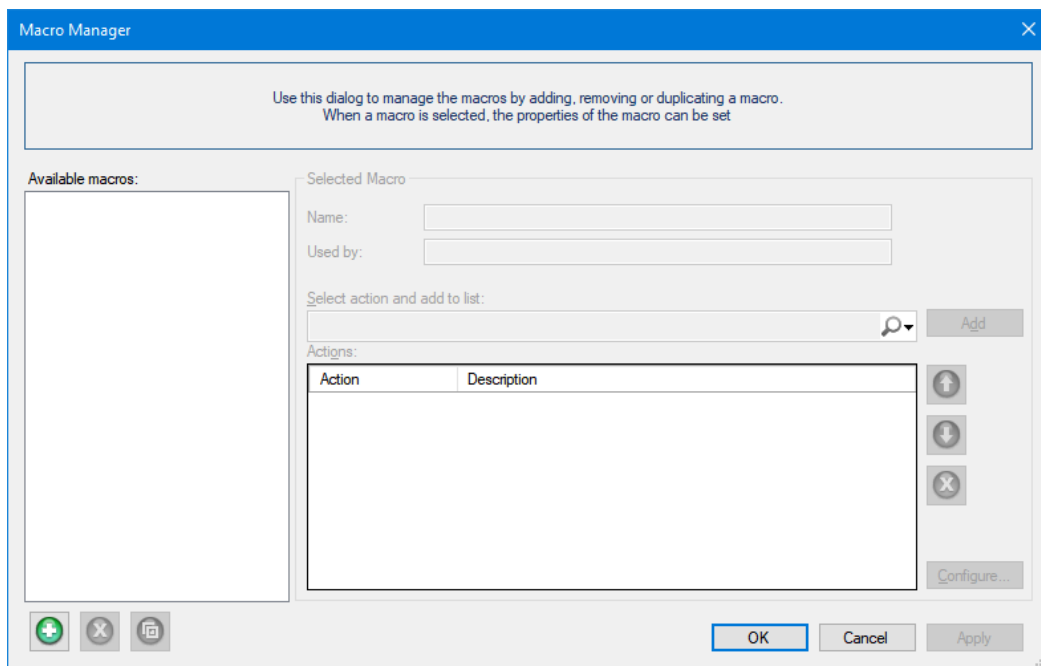 Macro Manager
Use this dialog to manage the macros by adding, removing or duplicating a macro.
When a macro is selected, the properties of the macro can be set
Available macros:
Selected Macro
Name:
Used by:
Select action and add to list:
Add
Actions:
Action Description
Configure...
OK Cancel Apply